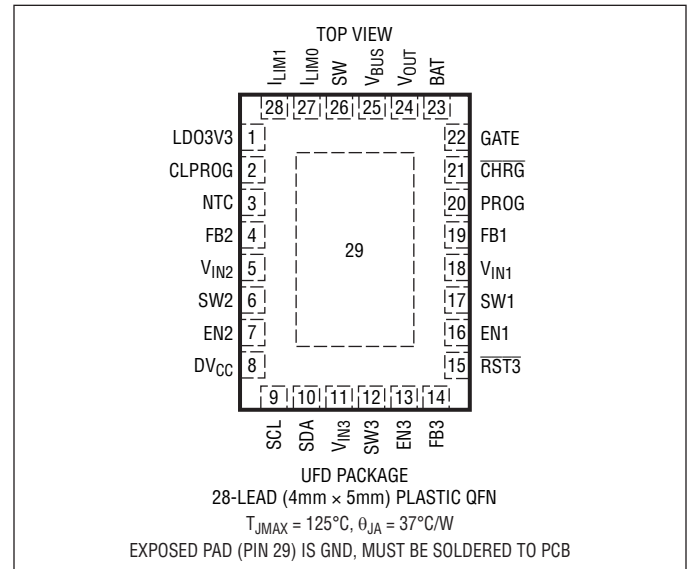 TOP VIEW
ILIM1 ILIM0 SW VBUS VOUT BAT
28 27 26 25 24 23
LDO3V3 1 22 GATE
CLPROG 2 21 CHRG
NTC 3 20 PROG
FB2 4 19 FB1
29
VIN2 5 18 VIN1
SW2 6 17 SW1
EN2 7 16 EN1
DVCC 8 15 RST3
9 10 11 12 13 14
SCL SDA VIN3 SW3 EN3 FB3
UFD PACKAGE
28-LEAD (4mm × 5mm) PLASTIC QFN
TJMAX = 125°C, θJA = 37°C/W
EXPOSED PAD (PIN 29) IS GND, MUST BE SOLDERED TO PCB